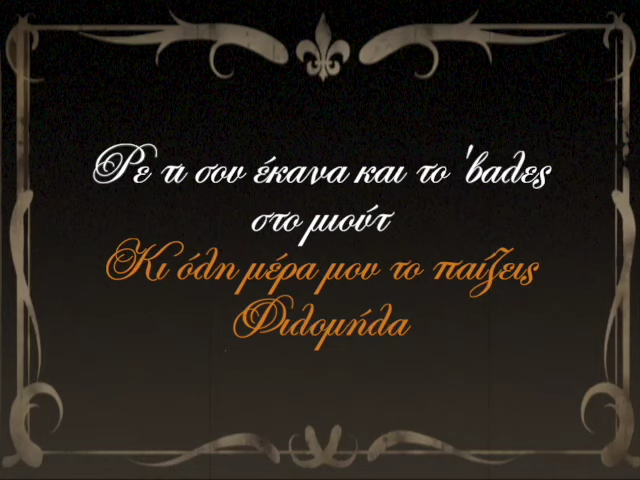 Ρε τι σου έκανα και το 'βαλες
στο μιούτ
Κι όλη μέρα μου το παίζεις
Φιλομήλα